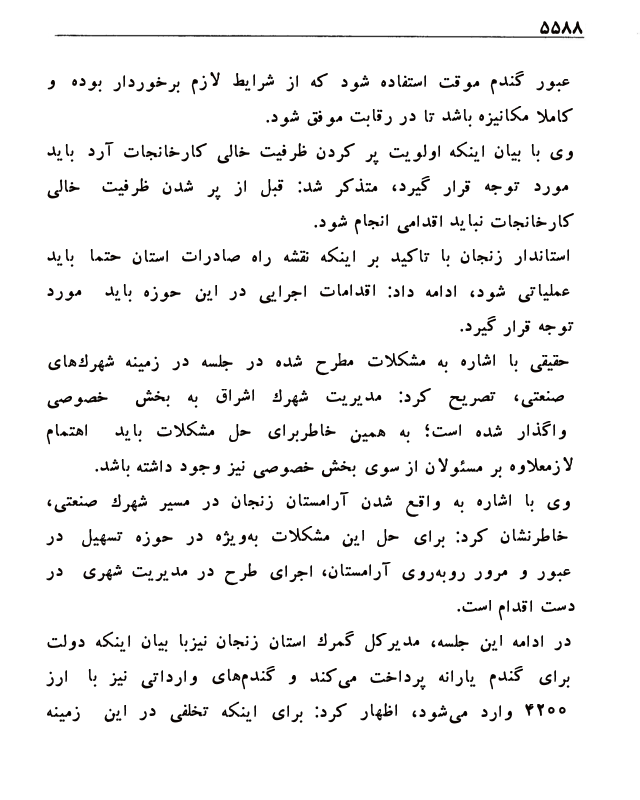 ۵۵۸۸
عبور گندم موقت استفاده شود که از شرایط لازم برخوردار بوده و
کاملا مکانیزه باشد تا در رقابت موفق شود.
وی با بیان اینکه اولویت پر کردن ظرفیت خالی کارخانجات آرد باید
مورد توجه قرار گیرد، متذکر شد: قبل از پر شدن ظرفیت خالی
کارخانجات نباید اقدامی انجام شود.
استاندار زنجان با تاکید بر اینکه نقشه راه صادرات استان حتما باید
عملیاتی شود، ادامه داد: اقدامات اجرایی در این حوزه باید مورد
توجه قرار گیرد.
حقیقی با اشاره به مشکلات مطرح شده در جلسه در زمینه شهرك‌های
صنعتی، تصریح کرد: مدیریت شهرك اشراق به بخش خصوصی
واگذار شده است؛ به همین خاطربرای حل مشکلات باید اهتمام
لازمعلاوه بر مسئولان از سوی بخش خصوصی نیز وجود داشته باشد.
وی با اشاره به واقع شدن آرامستان زنجان در مسیر شهرك صنعتی،
خاطرنشان کرد: برای حل این مشکلات به‌ویژه در حوزه تسهیل در
عبور و مرور روبه‌روی آرامستان، اجرای طرح در مدیریت شهری در
دست اقدام است.
در ادامه این جلسه، مدیرکل گمرك استان زنجان نیزبا بیان اینکه دولت
برای گندم یارانه پرداخت می‌کند و گندم‌های وارداتی نیز با ارز
۴۲۰۰ وارد می‌شود، اظهار کرد: برای اینکه تخلفی در این زمینه